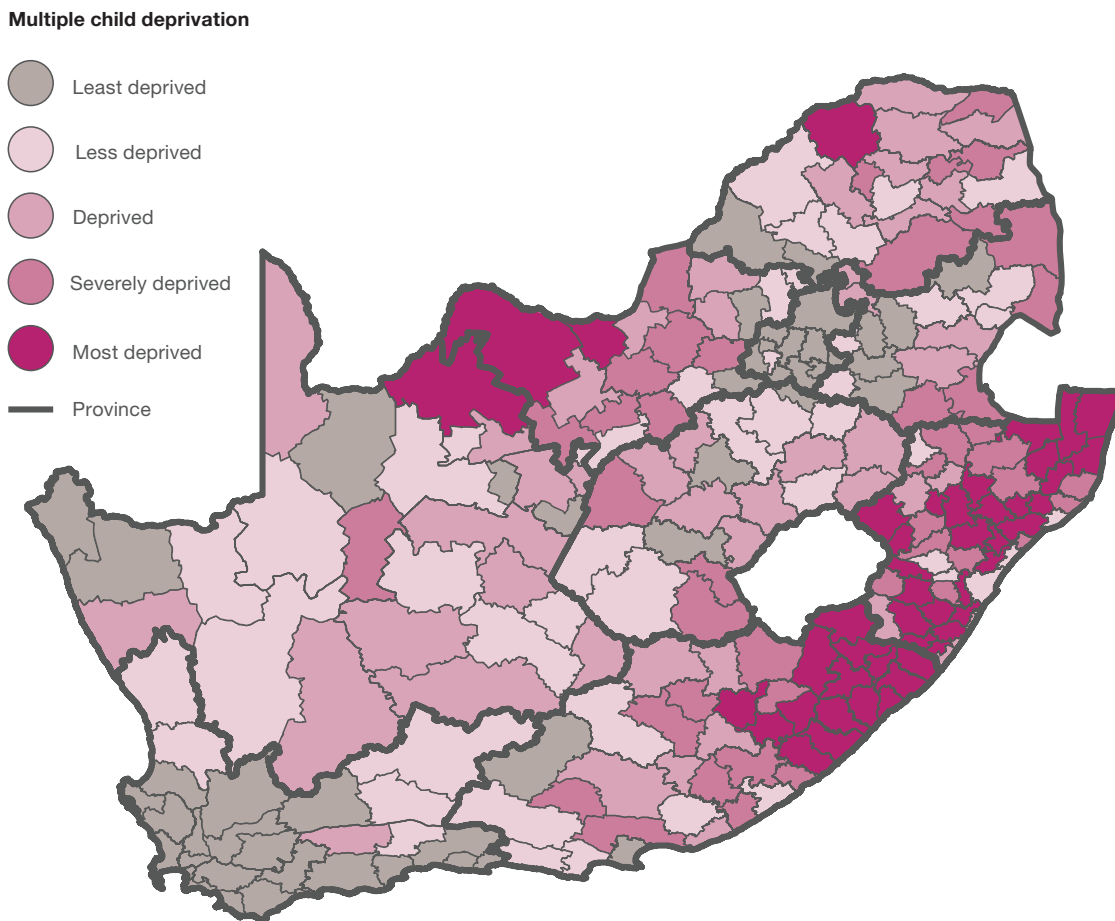 Multiple child deprivation
Least deprived
Less deprived
Deprived
Severely deprived
Most deprived
Province